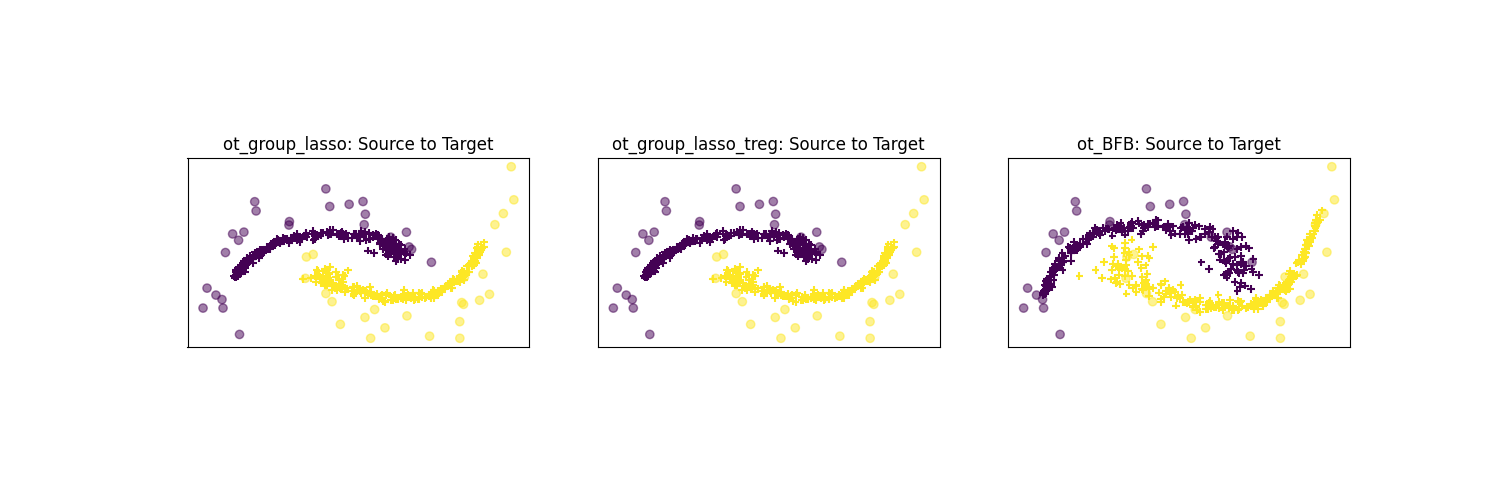 ot_group_lasso: Source to Target
ot_group_lasso_treg: Source to Target
ot_BFB: Source to Target